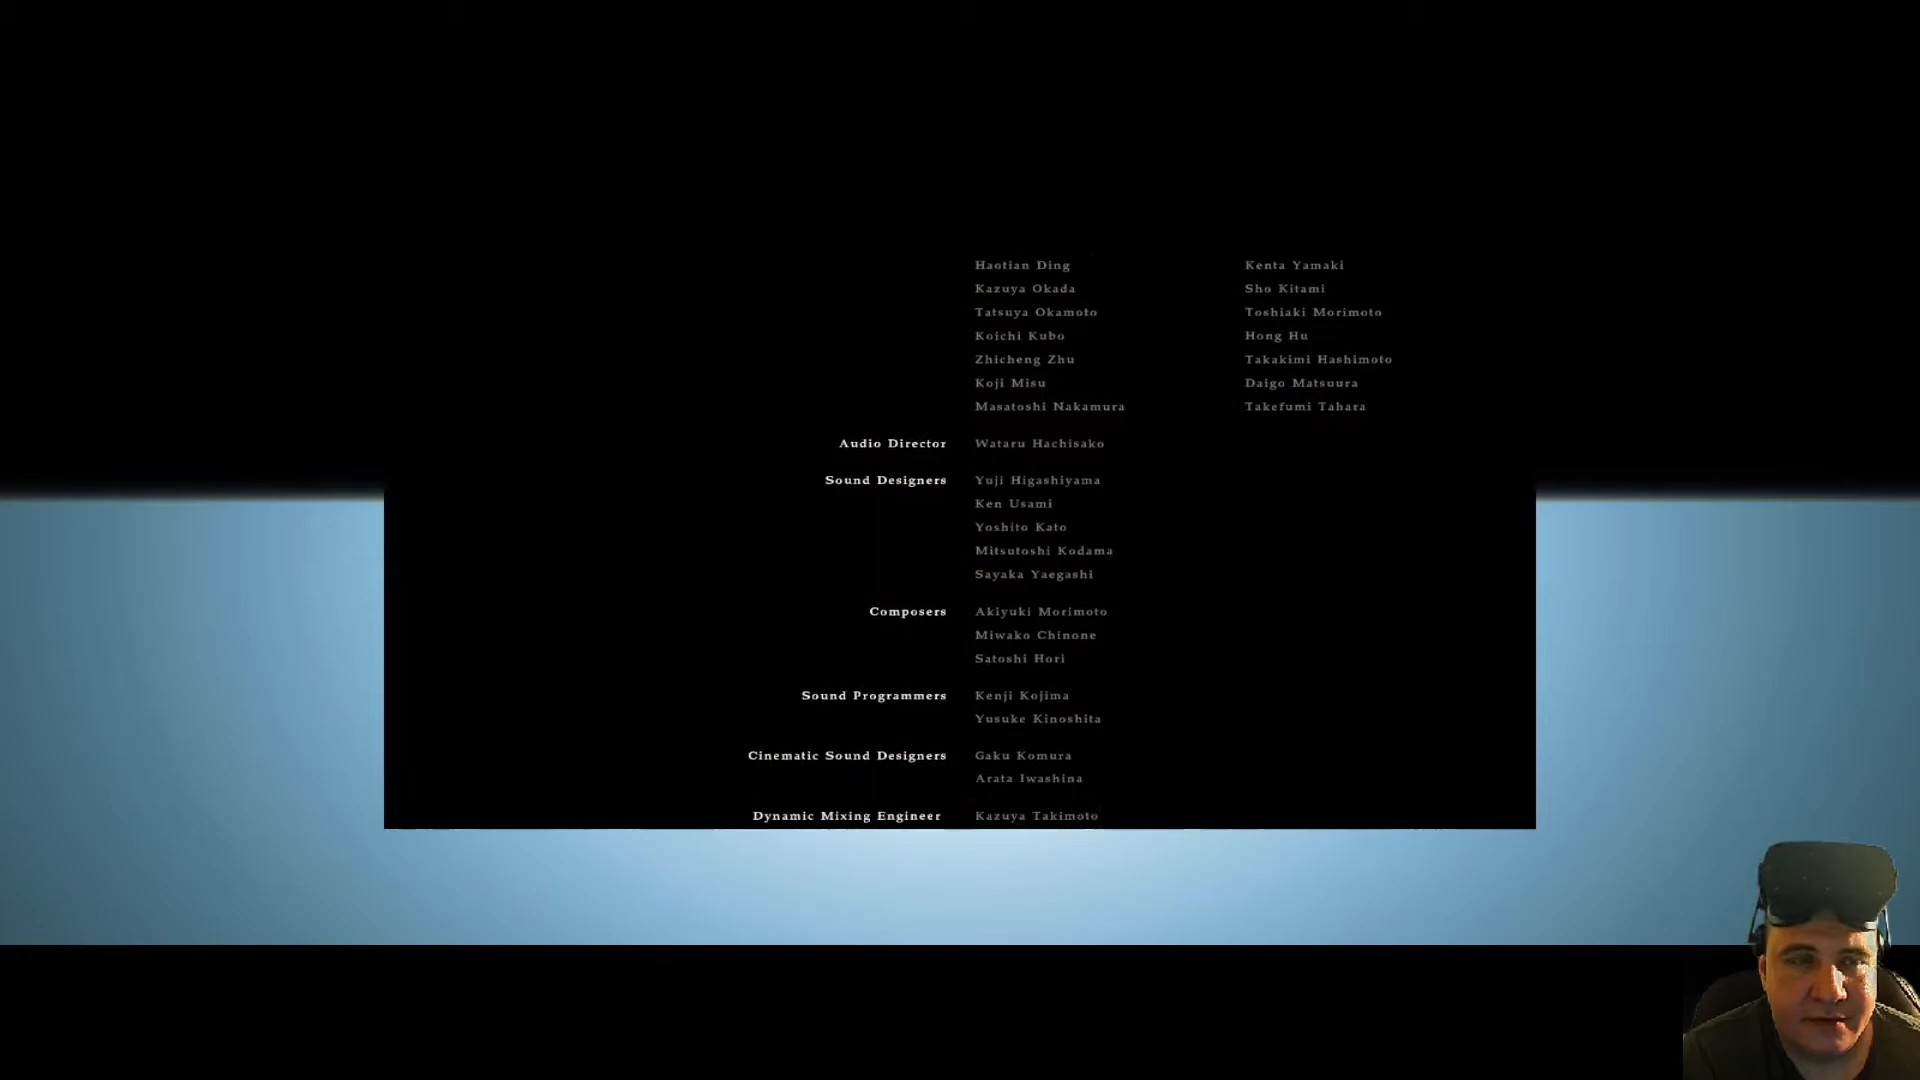 Haotian Ding Kenta Yamaki
Kazuya Okada Sho Kitami
Tatsuya Okamoto Toshiaki Morimoto
Koichi Kubo Hong Hu
Zhicheng Zhu Takakimi Hashimoto
Koji Misu Daigo Matsuura
Masatoshi Nakamura Takefumi Tahara
Audio Director Wataru Hachisako
Sound Designers Yuji Higashiyama
Ken Usami
Yoshito Kato
Mitsutoshi Kodama
Sayaka Yaegashi
Composers Akiyuki Morimoto
Miwako Chinone
Satoshi Hori
Sound Programmers Kenji Kojima
Yusuke Kinoshita
Cinematic Sound Designers Gaku Komura
Arata Iwashina
Dynamic Mixing Engineer Kazuya Takimoto